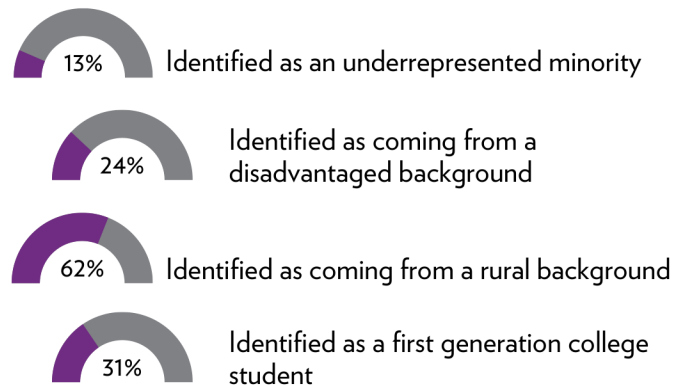 13% Identified as an underrepresented minority
Identified as coming from a
24% disadvantaged background
62% Identified as coming from a rural background
Identified as a first generation college
31% student